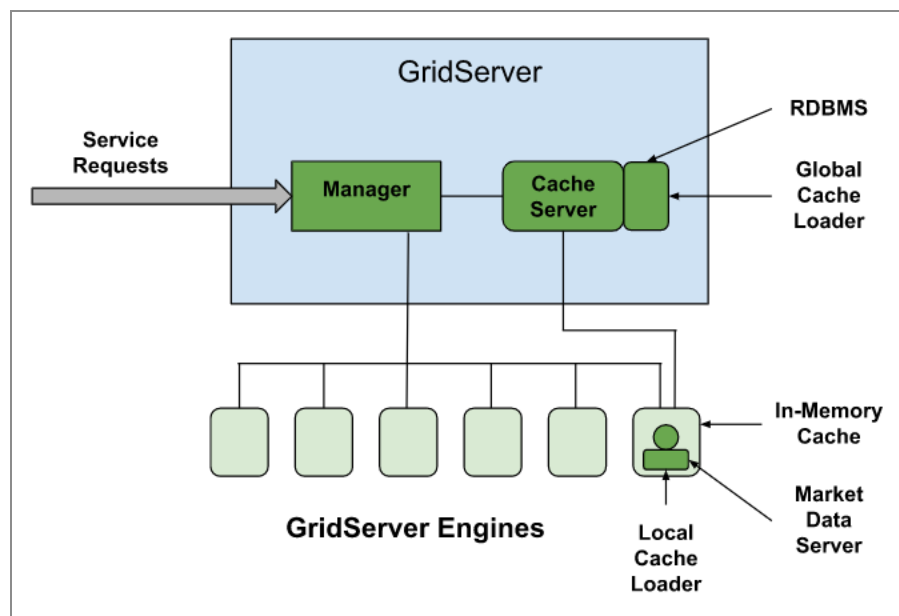 GridServer
RDBMS
Service
Requests
Manager
Cache
Server
Global
Cache
Loader
In-Memory
Cache
GridServer Engines
Market
Data
Server
Local
Cache
Loader